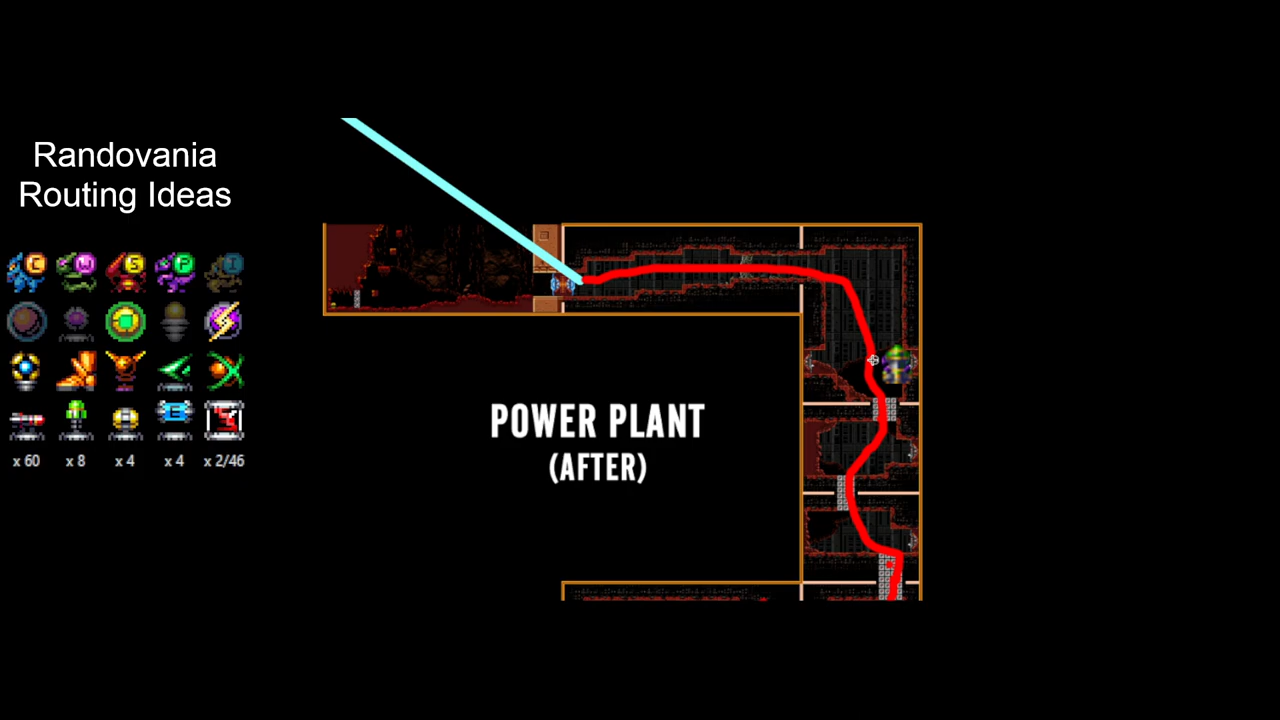 Randovania
Routing Ideas
C W S P I
E
x 60 x 8 x 4 x 4 x 2/46
POWER PLANT
(AFTER)